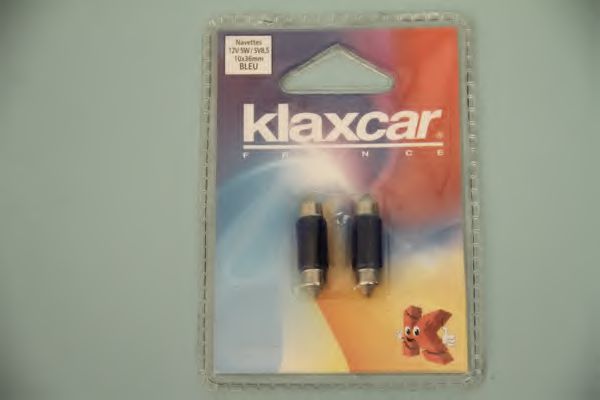 Navettes
12V 5W / SV8,5
10x36mm
BLEU
klaxcar®
FRANCE
K